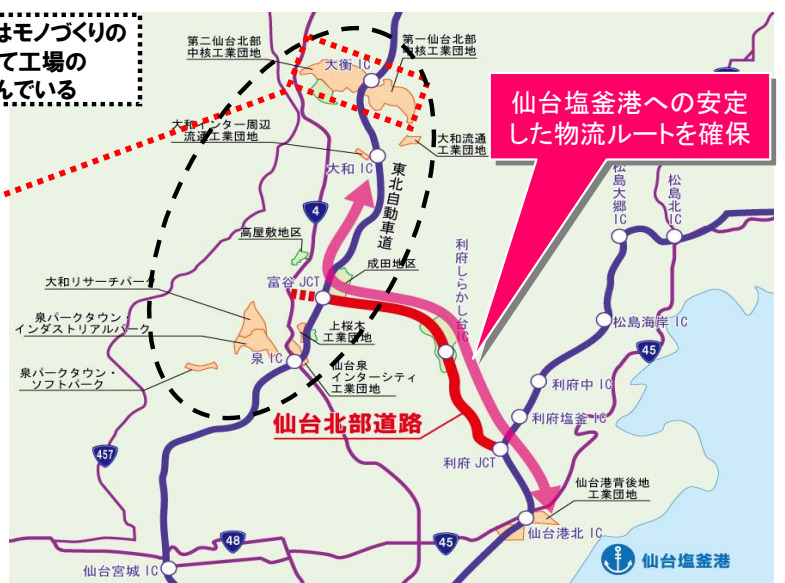 はモノづくりの
て工場の
んでいる
第二仙台北部
中核工業団地
第一仙台北部
中核工業団地
大衡 IC
仙台塩釜港への安定
した物流ルートを確保
大和インター周辺
流通工業団地
大和流通
工業団地
大和 IC
東北自動車道
松島大郷 IC
松島北 IC
4
高屋敷地区
成田地区
利府しらかし台 IC
大和リサーチパーク
富谷 JCT
泉パークタウン・
インダストリアルパーク
上桜木
工業団地
松島海岸 IC
45
泉 IC
仙台泉
インターシティ
工業団地
泉パークタウン・
ソフトパーク
利府中 IC
仙台北部道路
利府塩釜 IC
457
利府 JCT
仙台港背後地
工業団地
48
45
仙台港北 IC
仙台塩釜港
仙台宮城 IC